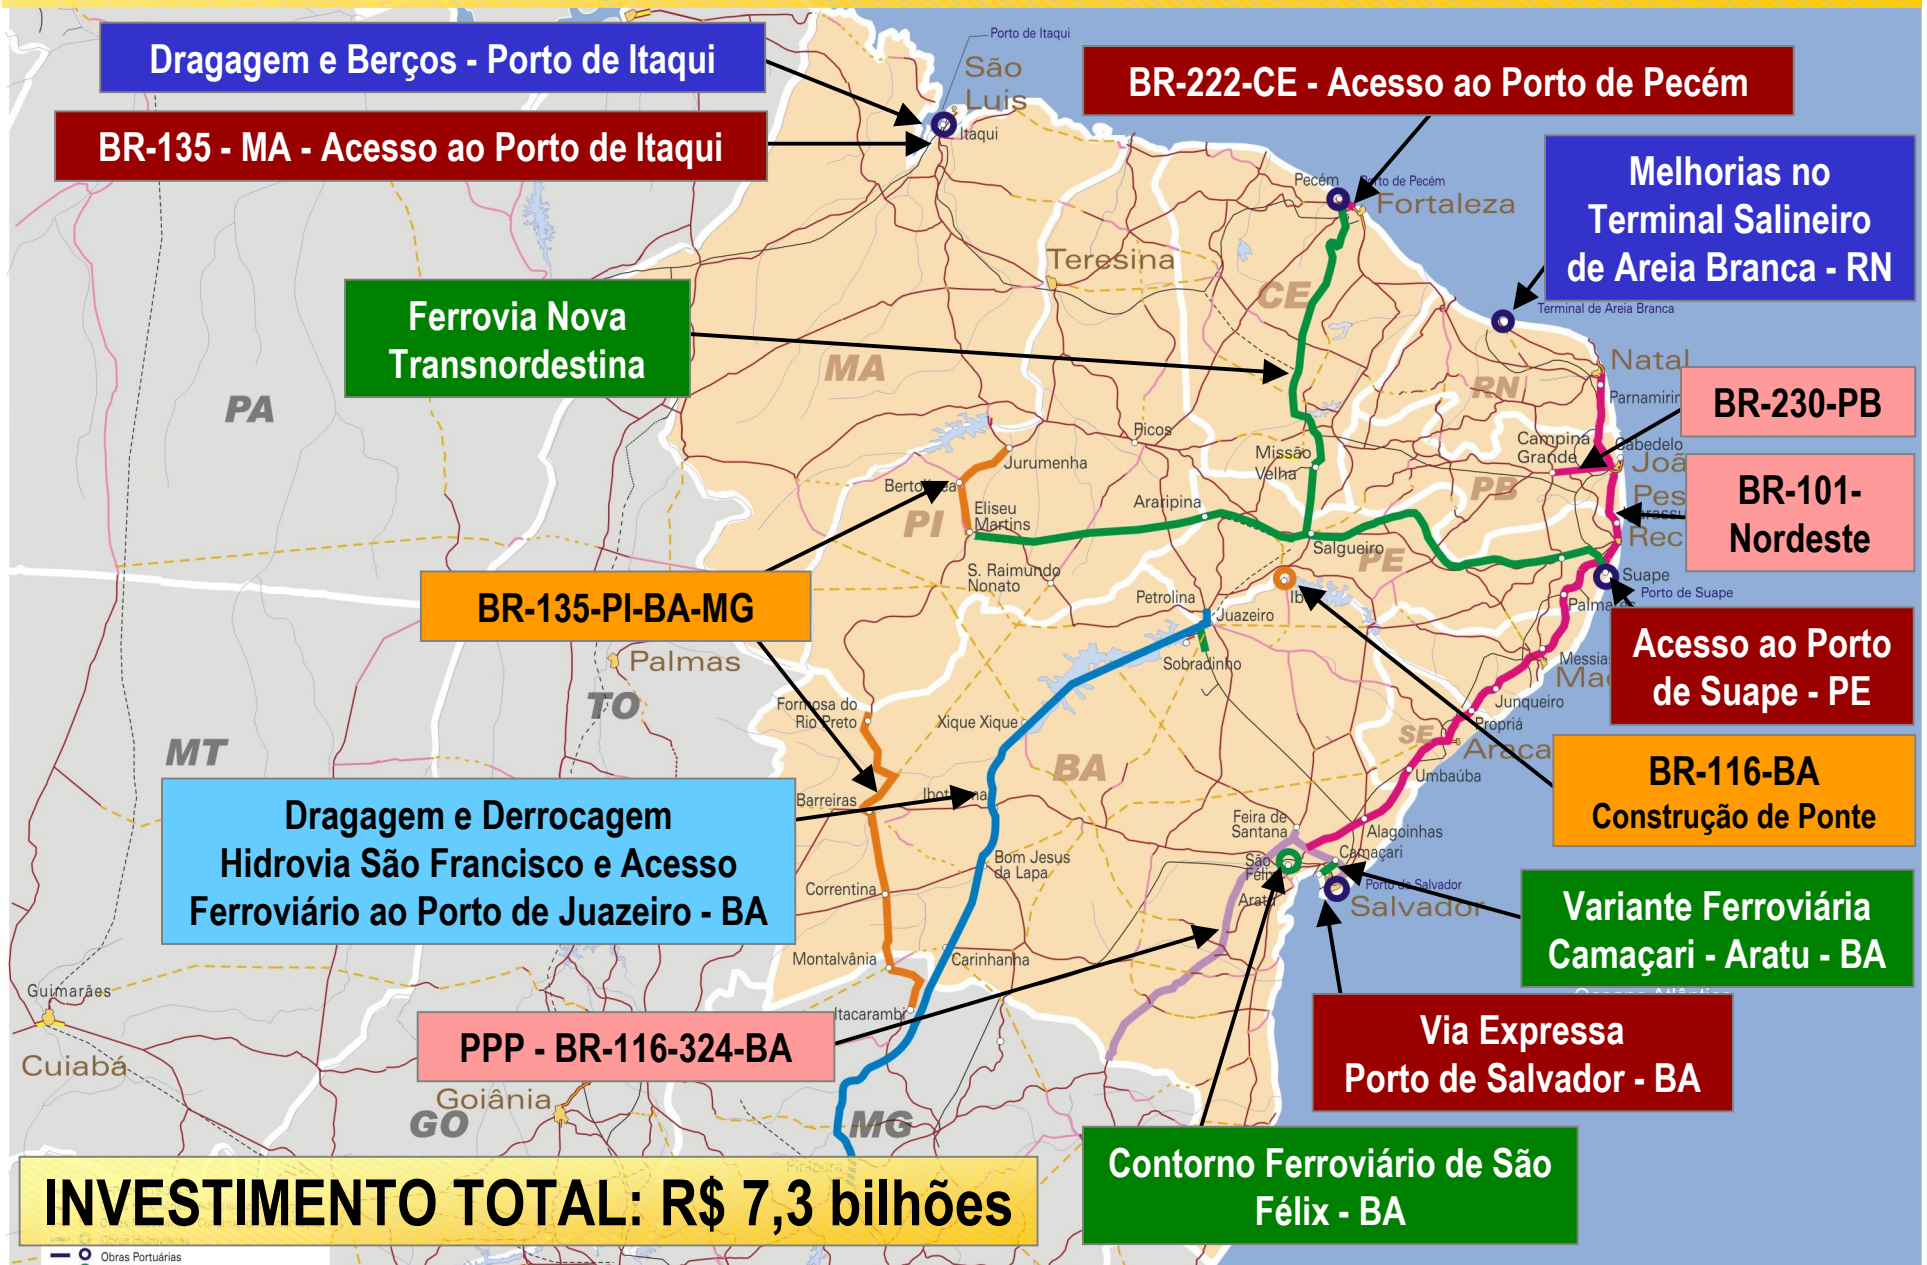 Porto de Itaqui
Dragagem e Berços - Porto de Itaqui
São
Luis
BR-222-CE - Acesso ao Porto de Pecém
Itaqui
BR-135 - MA - Acesso ao Porto de Itaqui
Melhorias no
Terminal Salineiro
de Areia Branca - RN
Pecém
Porto de Pecém
Fortaleza
Teresina
CE
Terminal de Areia Branca
Ferrovia Nova
Transnordestina
MA
Natal
RN
PA
BR-230-PB
Picos
Campina
Grande
Cabedelo
Missão
Velha
Jurumenha
PB
BR-101-
Nordeste
Araripina
Eliseu
Martins
PI
Salgueiro
PE
S. Raimundo
Nonato
Suape
Porto de Suape
BR-135-PI-BA-MG
Petrolina
Juazeiro
Acesso ao Porto
de Suape - PE
Palmas
Sobradinho
TO
Formosa do
Rio Preto
Xique Xique
Junqueiro
Propriá
SE
MT
BA
Umbaúba
BR-116-BA
Construção de Ponte
Dragagem e Derrocagem
Hidrovia São Francisco e Acesso
Ferroviário ao Porto de Juazeiro - BA
Barreiras
Feira de
Santana
Alagoinhas
Camaçari
Bom Jesus
da Lapa
São
Félix
Porto de Salvador
Salvador
Correntina
Aratu
Variante Ferroviária
Camaçari - Aratu - BA
Montalvânia
Carinhanha
Guimarães
Itacarambi
Via Expressa
Porto de Salvador - BA
PPP - BR-116-324-BA
Cuiabá
Goiânia
GO
MG
Contorno Ferroviário de São
Félix - BA
INVESTIMENTO TOTAL: R$ 7,3 bilhões
Obras Hidroviárias
Obras Portuárias